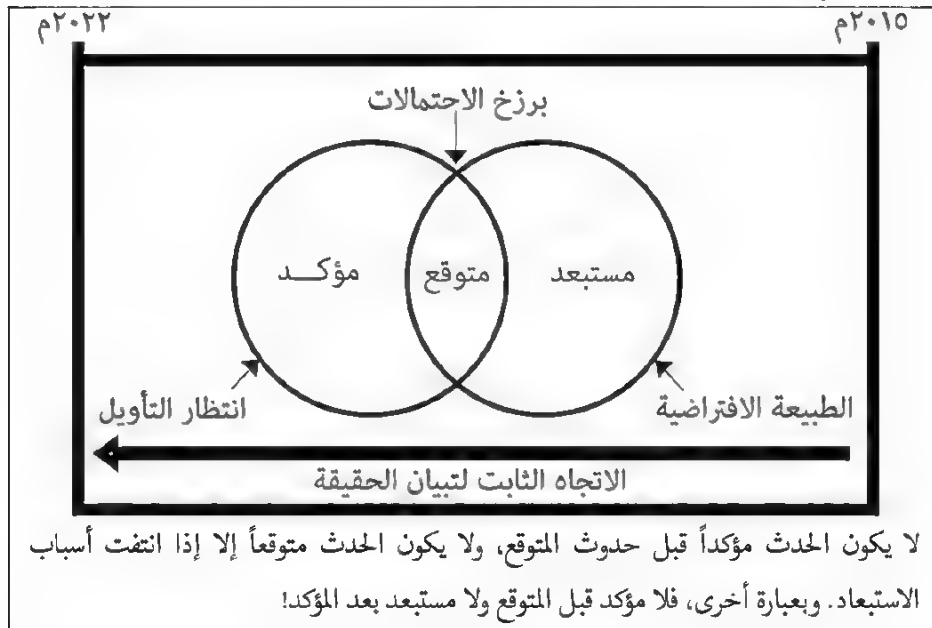 ٢٠١٥م
٢٠٢٢م
برزخ الاحتمالات
مستبعد
متوقع
مؤكــد
الطبيعة الافتراضية
انتظار التأويل
الاتجاه الثابت لتبيان الحقيقة
لا يكون الحدث مؤكداً قبل حدوث المتوقع، ولا يكون الحدث متوقعاً إلا إذا انتفت أسباب
الاستبعاد. وبعبارة أخرى، فلا مؤكد قبل المتوقع ولا مستبعد بعد المؤكد!